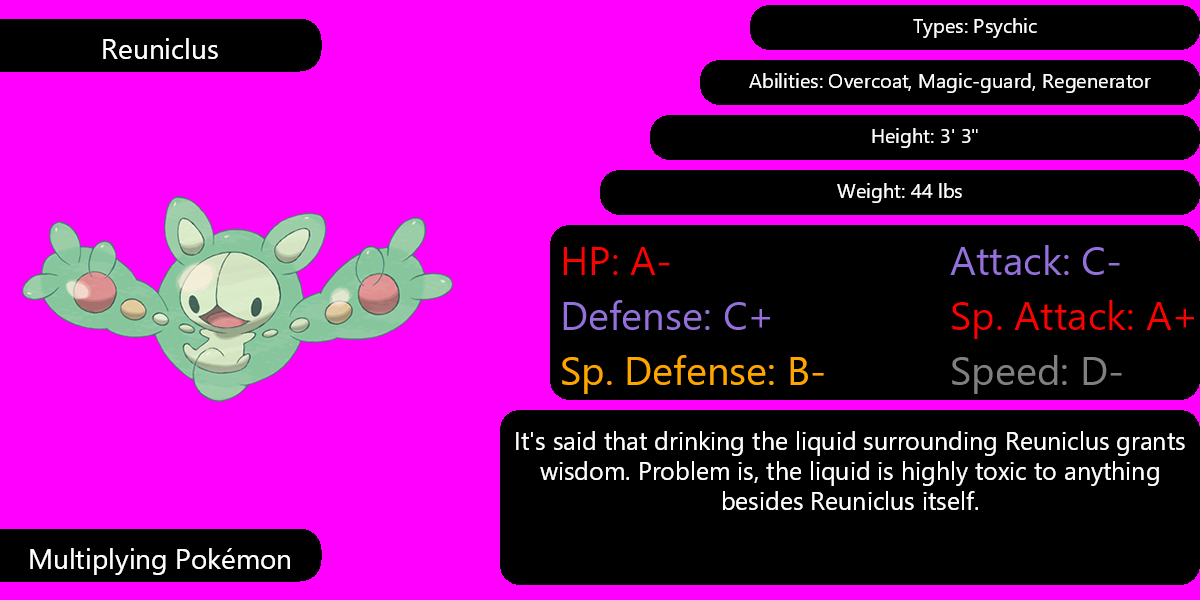 Reuniclus
Types: Psychic
Abilities: Overcoat, Magic-guard, Regenerator
Height: 3' 3"
Weight: 44 lbs
HP: A-
Attack: C-
Defense: C+
Sp. Attack: A+
Sp. Defense: B-
Speed: D-
It's said that drinking the liquid surrounding Reuniclus grants
wisdom. Problem is, the liquid is highly toxic to anything
besides Reuniclus itself.
Multiplying Pokémon